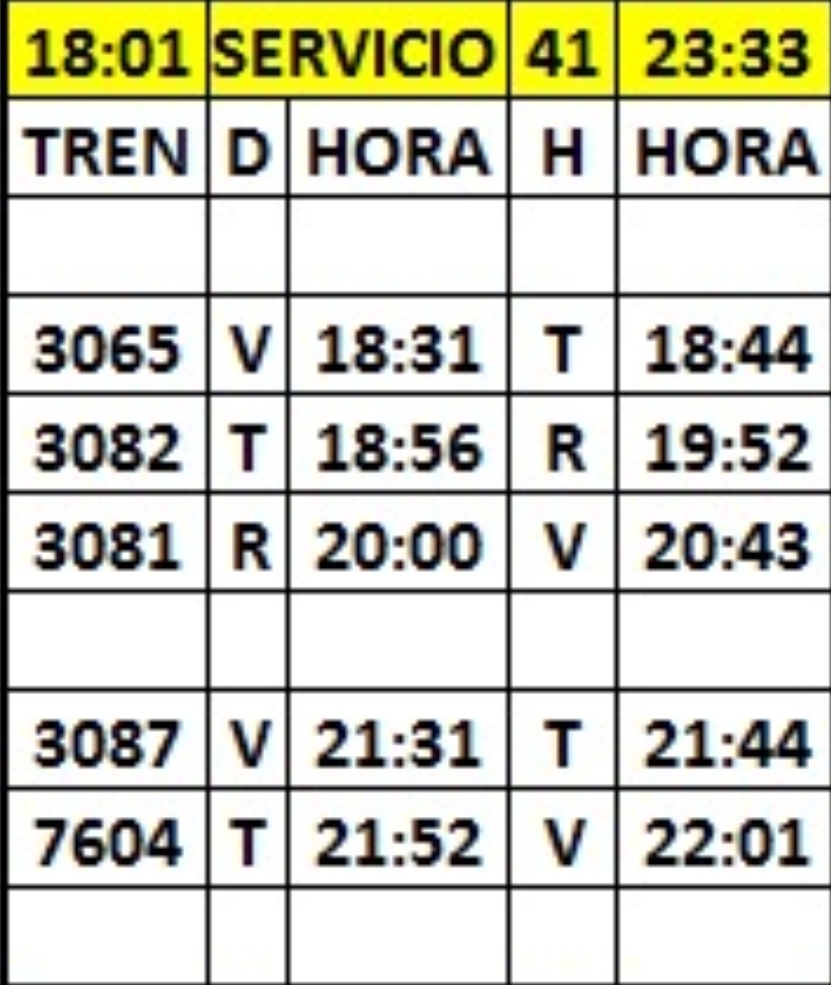 18:01 SERVICIO 41 23:33
TREN D HORA H HORA
3065 V 18:31 T 18:44
3082 T 18:56 R 19:52
3081 R 20:00 V 20:43
3087 V 21:31 T 21:44
7604 T 21:52 V 22:01